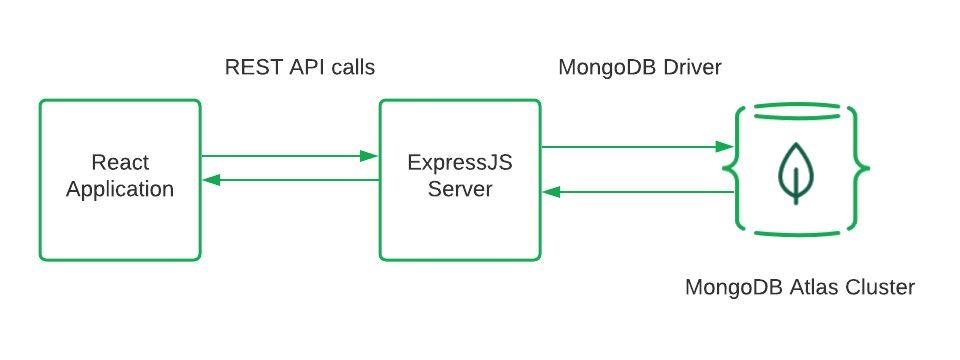 REST API calls
MongoDB Driver
React
Application
ExpressJS
Server
MongoDB Atlas Cluster